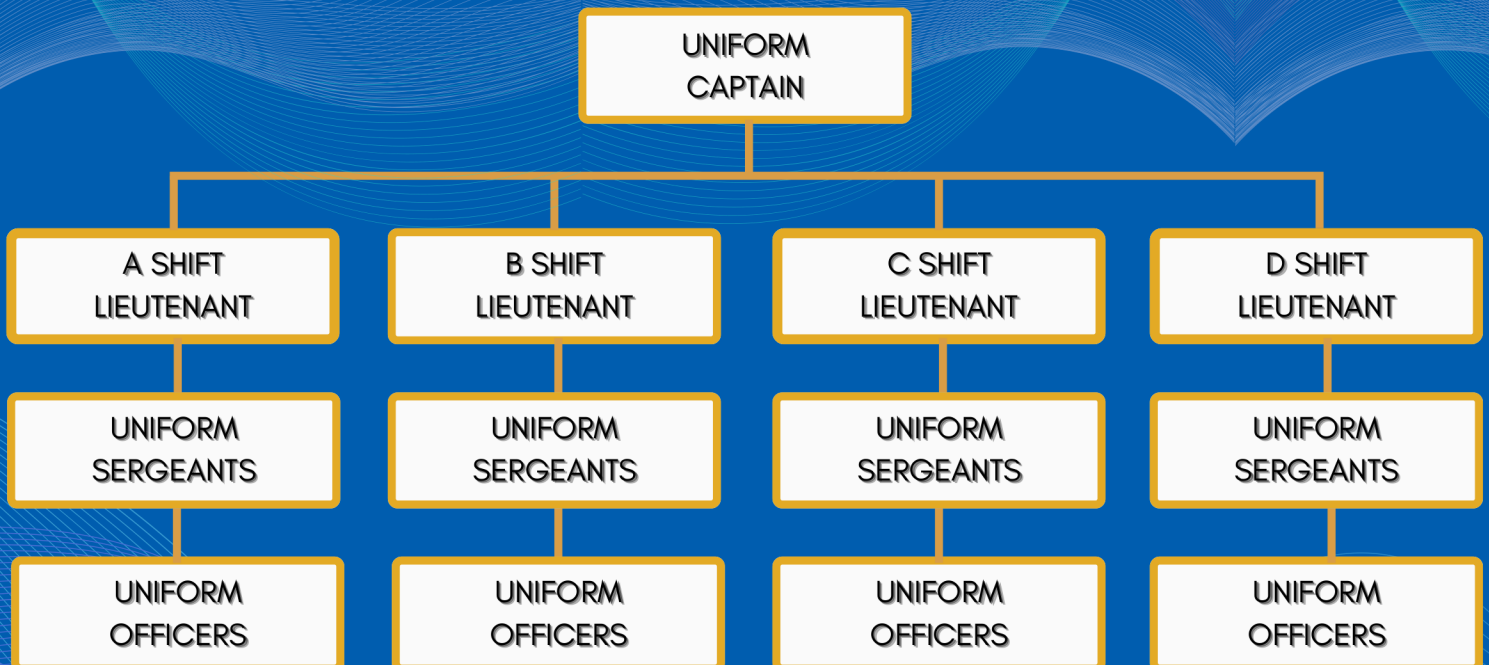 UNIFORM
CAPTAIN
A SHIFT
LIEUTENANT
B SHIFT
LIEUTENANT
C SHIFT
LIEUTENANT
D SHIFT
LIEUTENANT
UNIFORM
SERGEANTS
UNIFORM
SERGEANTS
UNIFORM
SERGEANTS
UNIFORM
SERGEANTS
UNIFORM
OFFICERS
UNIFORM
OFFICERS
UNIFORM
OFFICERS
UNIFORM
OFFICERS